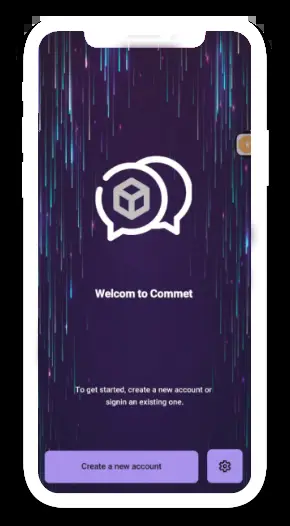 Welcom to Commet
To get started, create a new account or
signin an existing one.
Create a new account